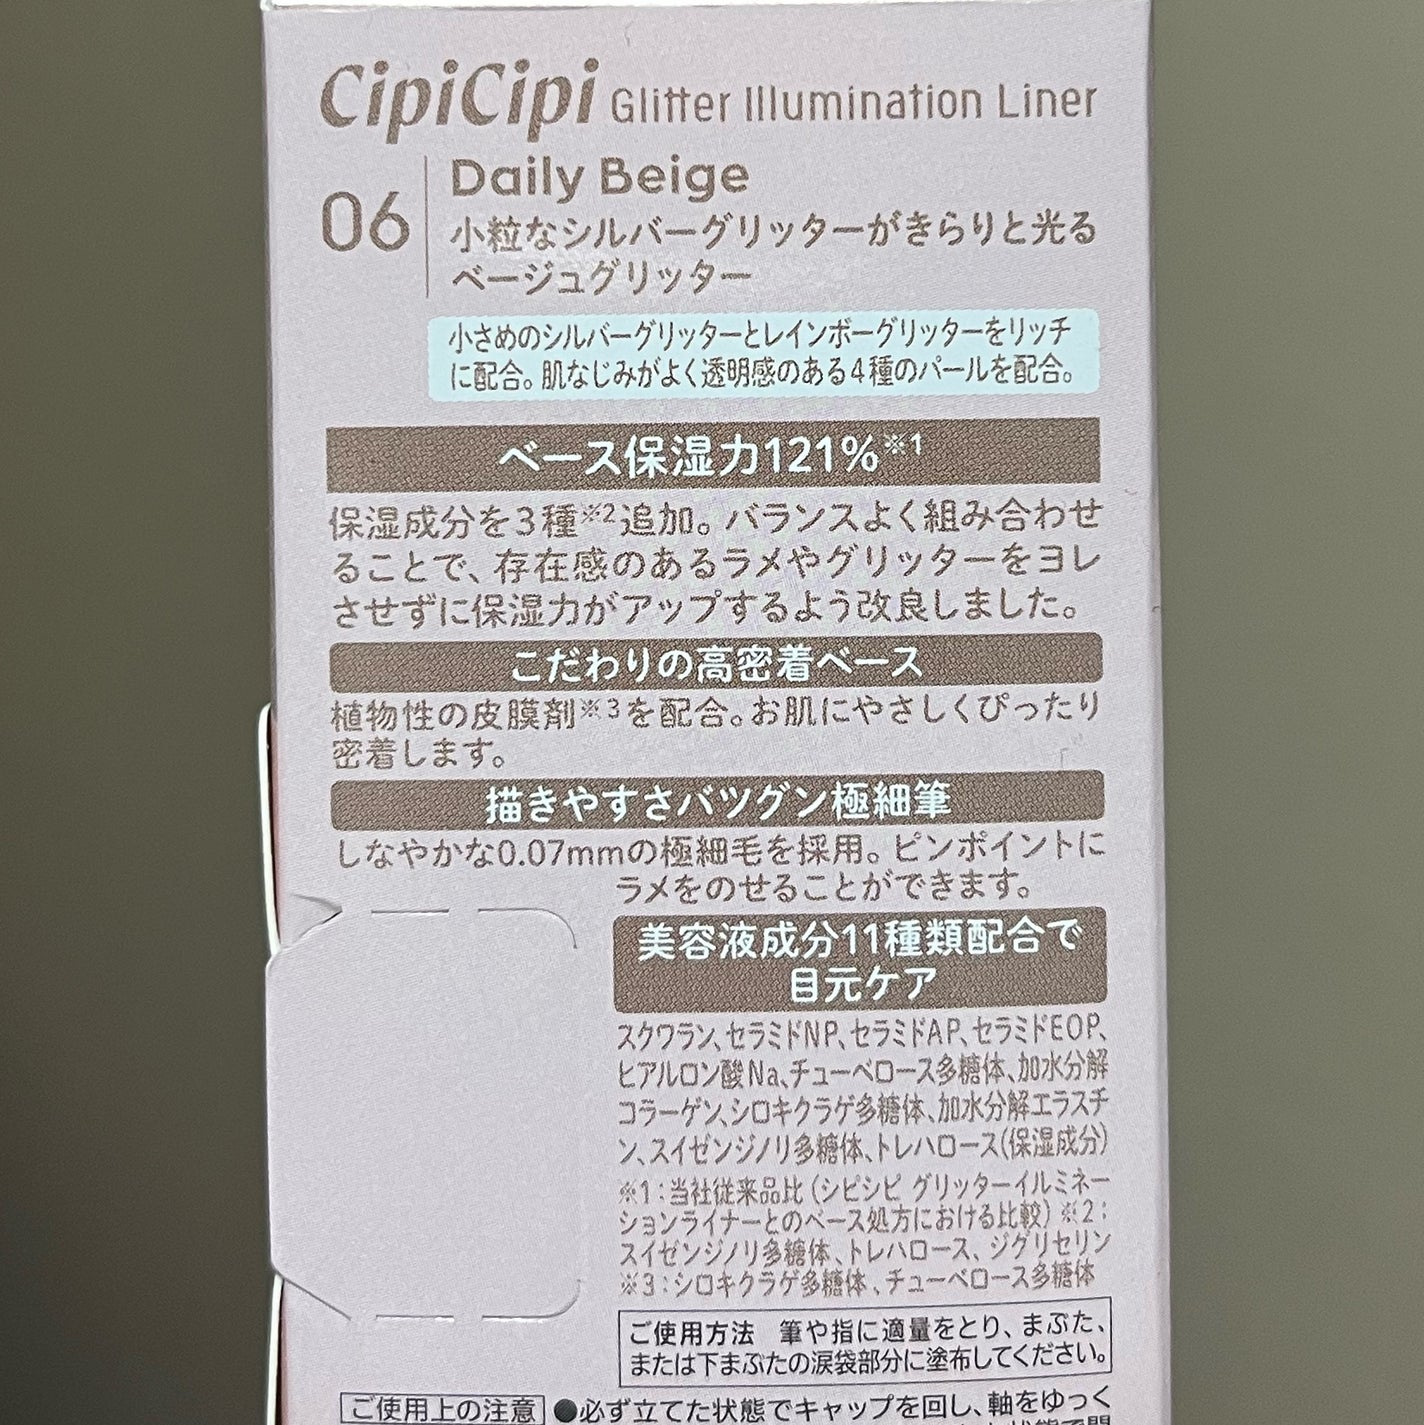 CipiCipi Glitter Illumination Liner
06
Daily Beige
小粒なシルバーグリッターがきらりと光る
ベージュグリッター
小さめのシルバーグリッターとレインボーグリッターをリッチ
に配合。肌なじみがよく透明感のある4種のパールを配合。
ベース保湿力121%※1
保湿成分を3種※2追加。バランスよく組み合わせ
ることで、存在感のあるラメやグリッターをヨレ
させずに保湿力がアップするよう改良しました。
こだわりの高密着ベース
植物性の皮膜剤※3を配合。お肌にやさしくぴったり
密着します。
描きやすさバツグン極細筆
しなやかな0.07mmの極細毛を採用。ピンポイントに
ラメをのせることができます。
美容液成分11種類配合で
目元ケア
スクワラン、セラミドNP、セラミドAP、セラミドEOP、
ヒアルロン酸Na、チューベロース多糖体、加水分解
コラーゲン、シロキクラゲ多糖体、加水分解エラスチ
ン、スイゼンジノリ多糖体、トレハロース(保湿成分)
※1：当社従来品比（シピシピ グリッターイルミネー
ションライナーとのベース処方における比較）※2：
スイゼンジノリ多糖体、トレハロース、ジグリセリン
※3：シロキクラゲ多糖体、チューベロース多糖体
ご使用方法　筆や指に適量をとり、まぶた、
または下まぶたの涙袋部分に塗布してください。
ご使用上の注意 ●必ず立てた状態でキャップを回し、軸をゆっく